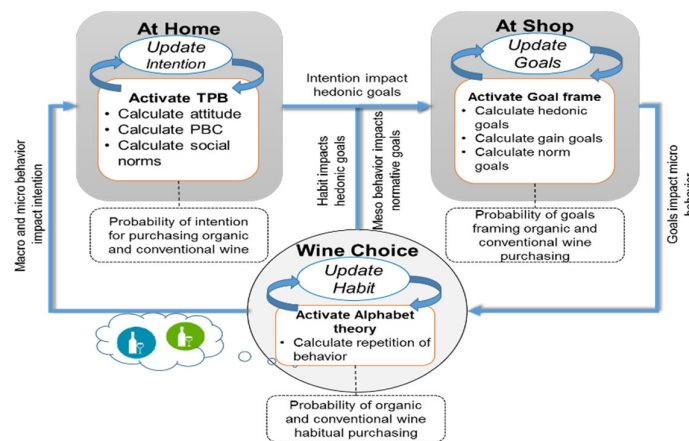 At Home
Update
Intention
Activate TPB
• Calculate attitude
• Calculate PBC
• Calculate social
norms
Probability of intention
for purchasing organic
and conventional wine
Macro and micro behavior
impact intention
Intention impact
hedonic goals
Habit impacts
hedonic goals
Meso behavior impacts
normative goals
At Shop
Update
Goals
Activate Goal frame
• Calculate hedonic
goals
• Calculate gain goals
• Calculate norm
goals
Probability of goals
framing organic and
conventional wine
purchasing
Goals impact micro
behavior
Wine Choice
Update
Habit
Activate Alphabet
theory
• Calculate repetition of
behavior
Probability of organic
and conventional wine
habitual purchasing